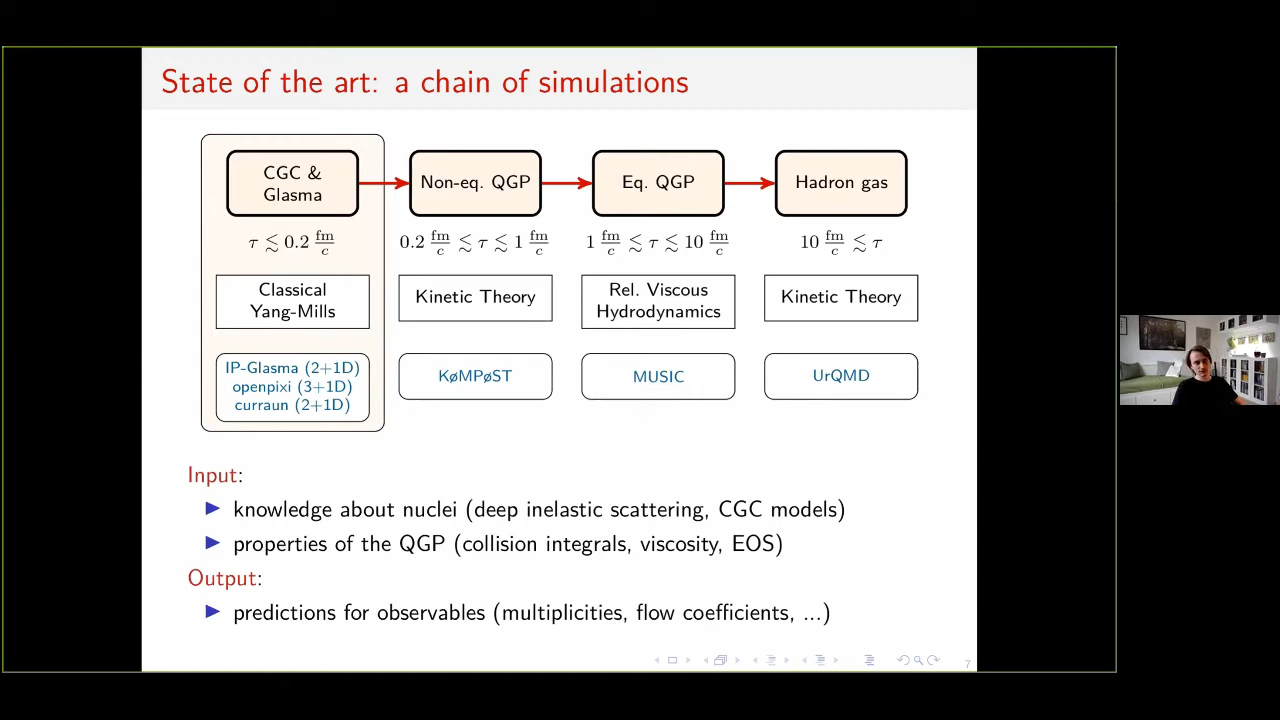 State of the art: a chain of simulations
CGC &
Glasma
Non-eq. QGP
Eq. QGP
Hadron gas
τ ≲ 0.2 fm/c
0.2 fm/c ≲ τ ≲ 1 fm/c
1 fm/c ≲ τ ≲ 10 fm/c
10 fm/c ≲ τ
Classical
Yang-Mills
Kinetic Theory
Rel. Viscous
Hydrodynamics
Kinetic Theory
IP-Glasma (2+1D)
openpixi (3+1D)
curraun (2+1D)
KøMPøST
MUSIC
UrQMD
Input:
▶ knowledge about nuclei (deep inelastic scattering, CGC models)
▶ properties of the QGP (collision integrals, viscosity, EOS)
Output:
▶ predictions for observables (multiplicities, flow coefficients, ...)
7